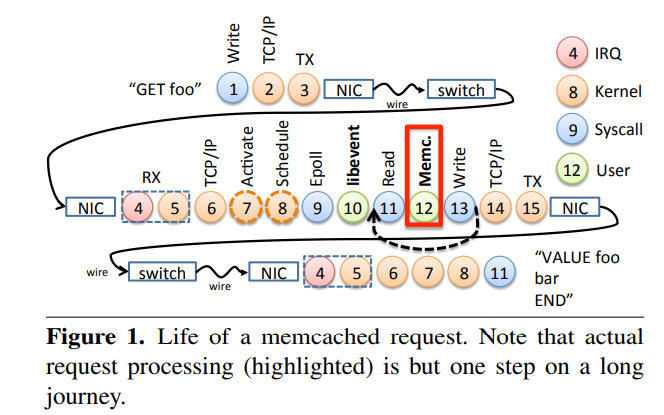 Write
TCP/IP
TX
"GET foo"
1
2
3
NIC
wire
switch
4
IRQ
8
Kernel
9
Syscall
12
User
RX
TCP/IP
Activate
Schedule
Epoll
libevent
Read
Memc.
Write
TCP/IP
TX
NIC
4
5
6
7
8
9
10
11
12
13
14
15
NIC
wire
switch
wire
NIC
4
5
6
7
8
11
"VALUE foo
bar
END"
Figure 1. Life of a memcached request. Note that actual
request processing (highlighted) is but one step on a long
journey.